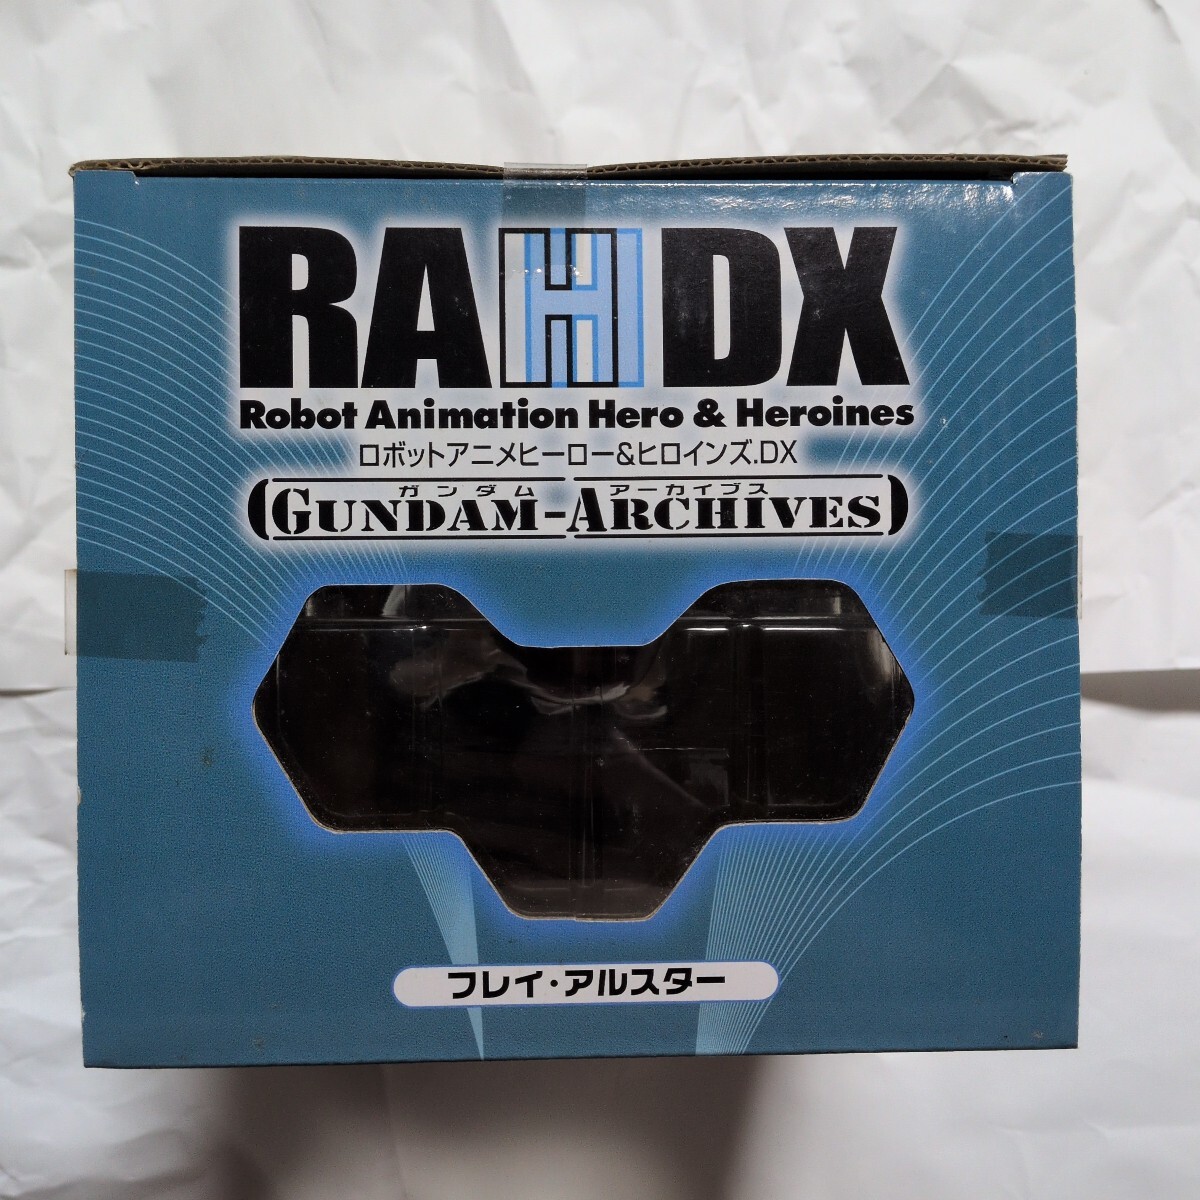 RAHDX
Robot Animation Hero & Heroines
ロボットアニメヒーロー&ヒロインズ.DX
ガンダム アーカイブス
(GUNDAM-ARCHIVES)
フレイ・アルスター